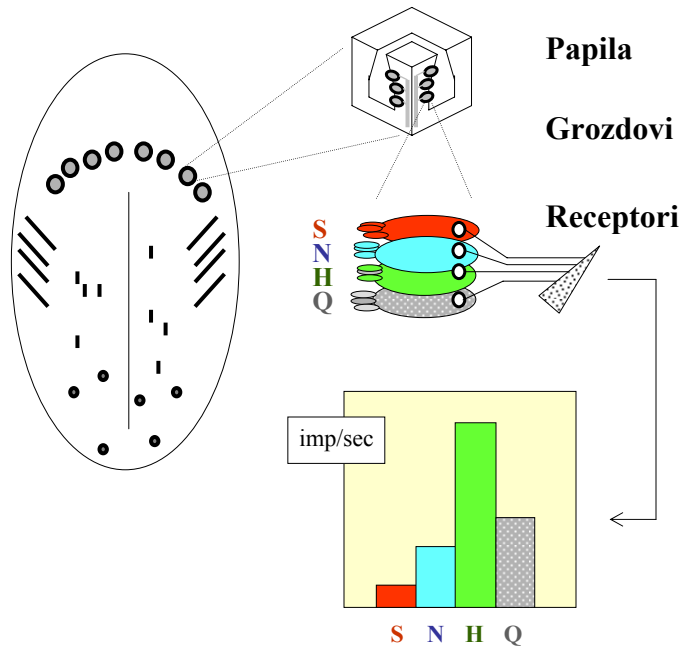 Papila
Grozdovi
Receptori
S
N
H
Q
imp/sec
S N H Q